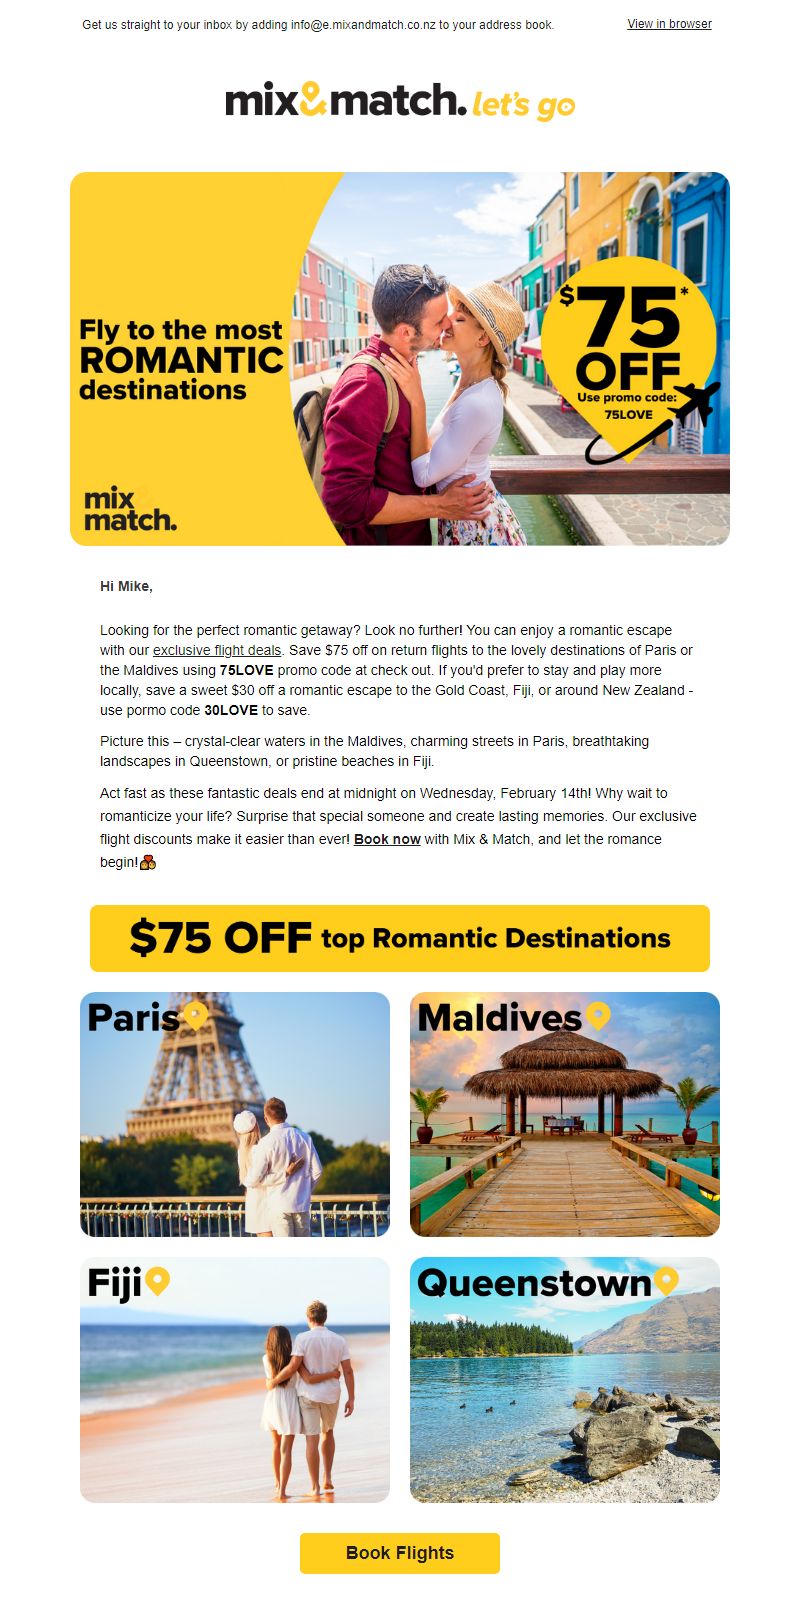 Get us straight to your inbox by adding info@e.mixandmatch.co.nz to your address book.
View in browser
mix&match. let's go
Fly to the most
ROMANTIC
destinations
$75*
OFF
Use promo code:
75LOVE
mix
match.
Hi Mike,
Looking for the perfect romantic getaway? Look no further! You can enjoy a romantic escape
with our exclusive flight deals. Save $75 off on return flights to the lovely destinations of Paris or
the Maldives using 75LOVE promo code at check out. If you'd prefer to stay and play more
locally, save a sweet $30 off a romantic escape to the Gold Coast, Fiji, or around New Zealand -
use pormo code 30LOVE to save.
Picture this – crystal-clear waters in the Maldives, charming streets in Paris, breathtaking
landscapes in Queenstown, or pristine beaches in Fiji.
Act fast as these fantastic deals end at midnight on Wednesday, February 14th! Why wait to
romanticize your life? Surprise that special someone and create lasting memories. Our exclusive
flight discounts make it easier than ever! Book now with Mix & Match, and let the romance
begin!💑
$75 OFF top Romantic Destinations
Paris
Maldives
Fiji
Queenstown
Book Flights